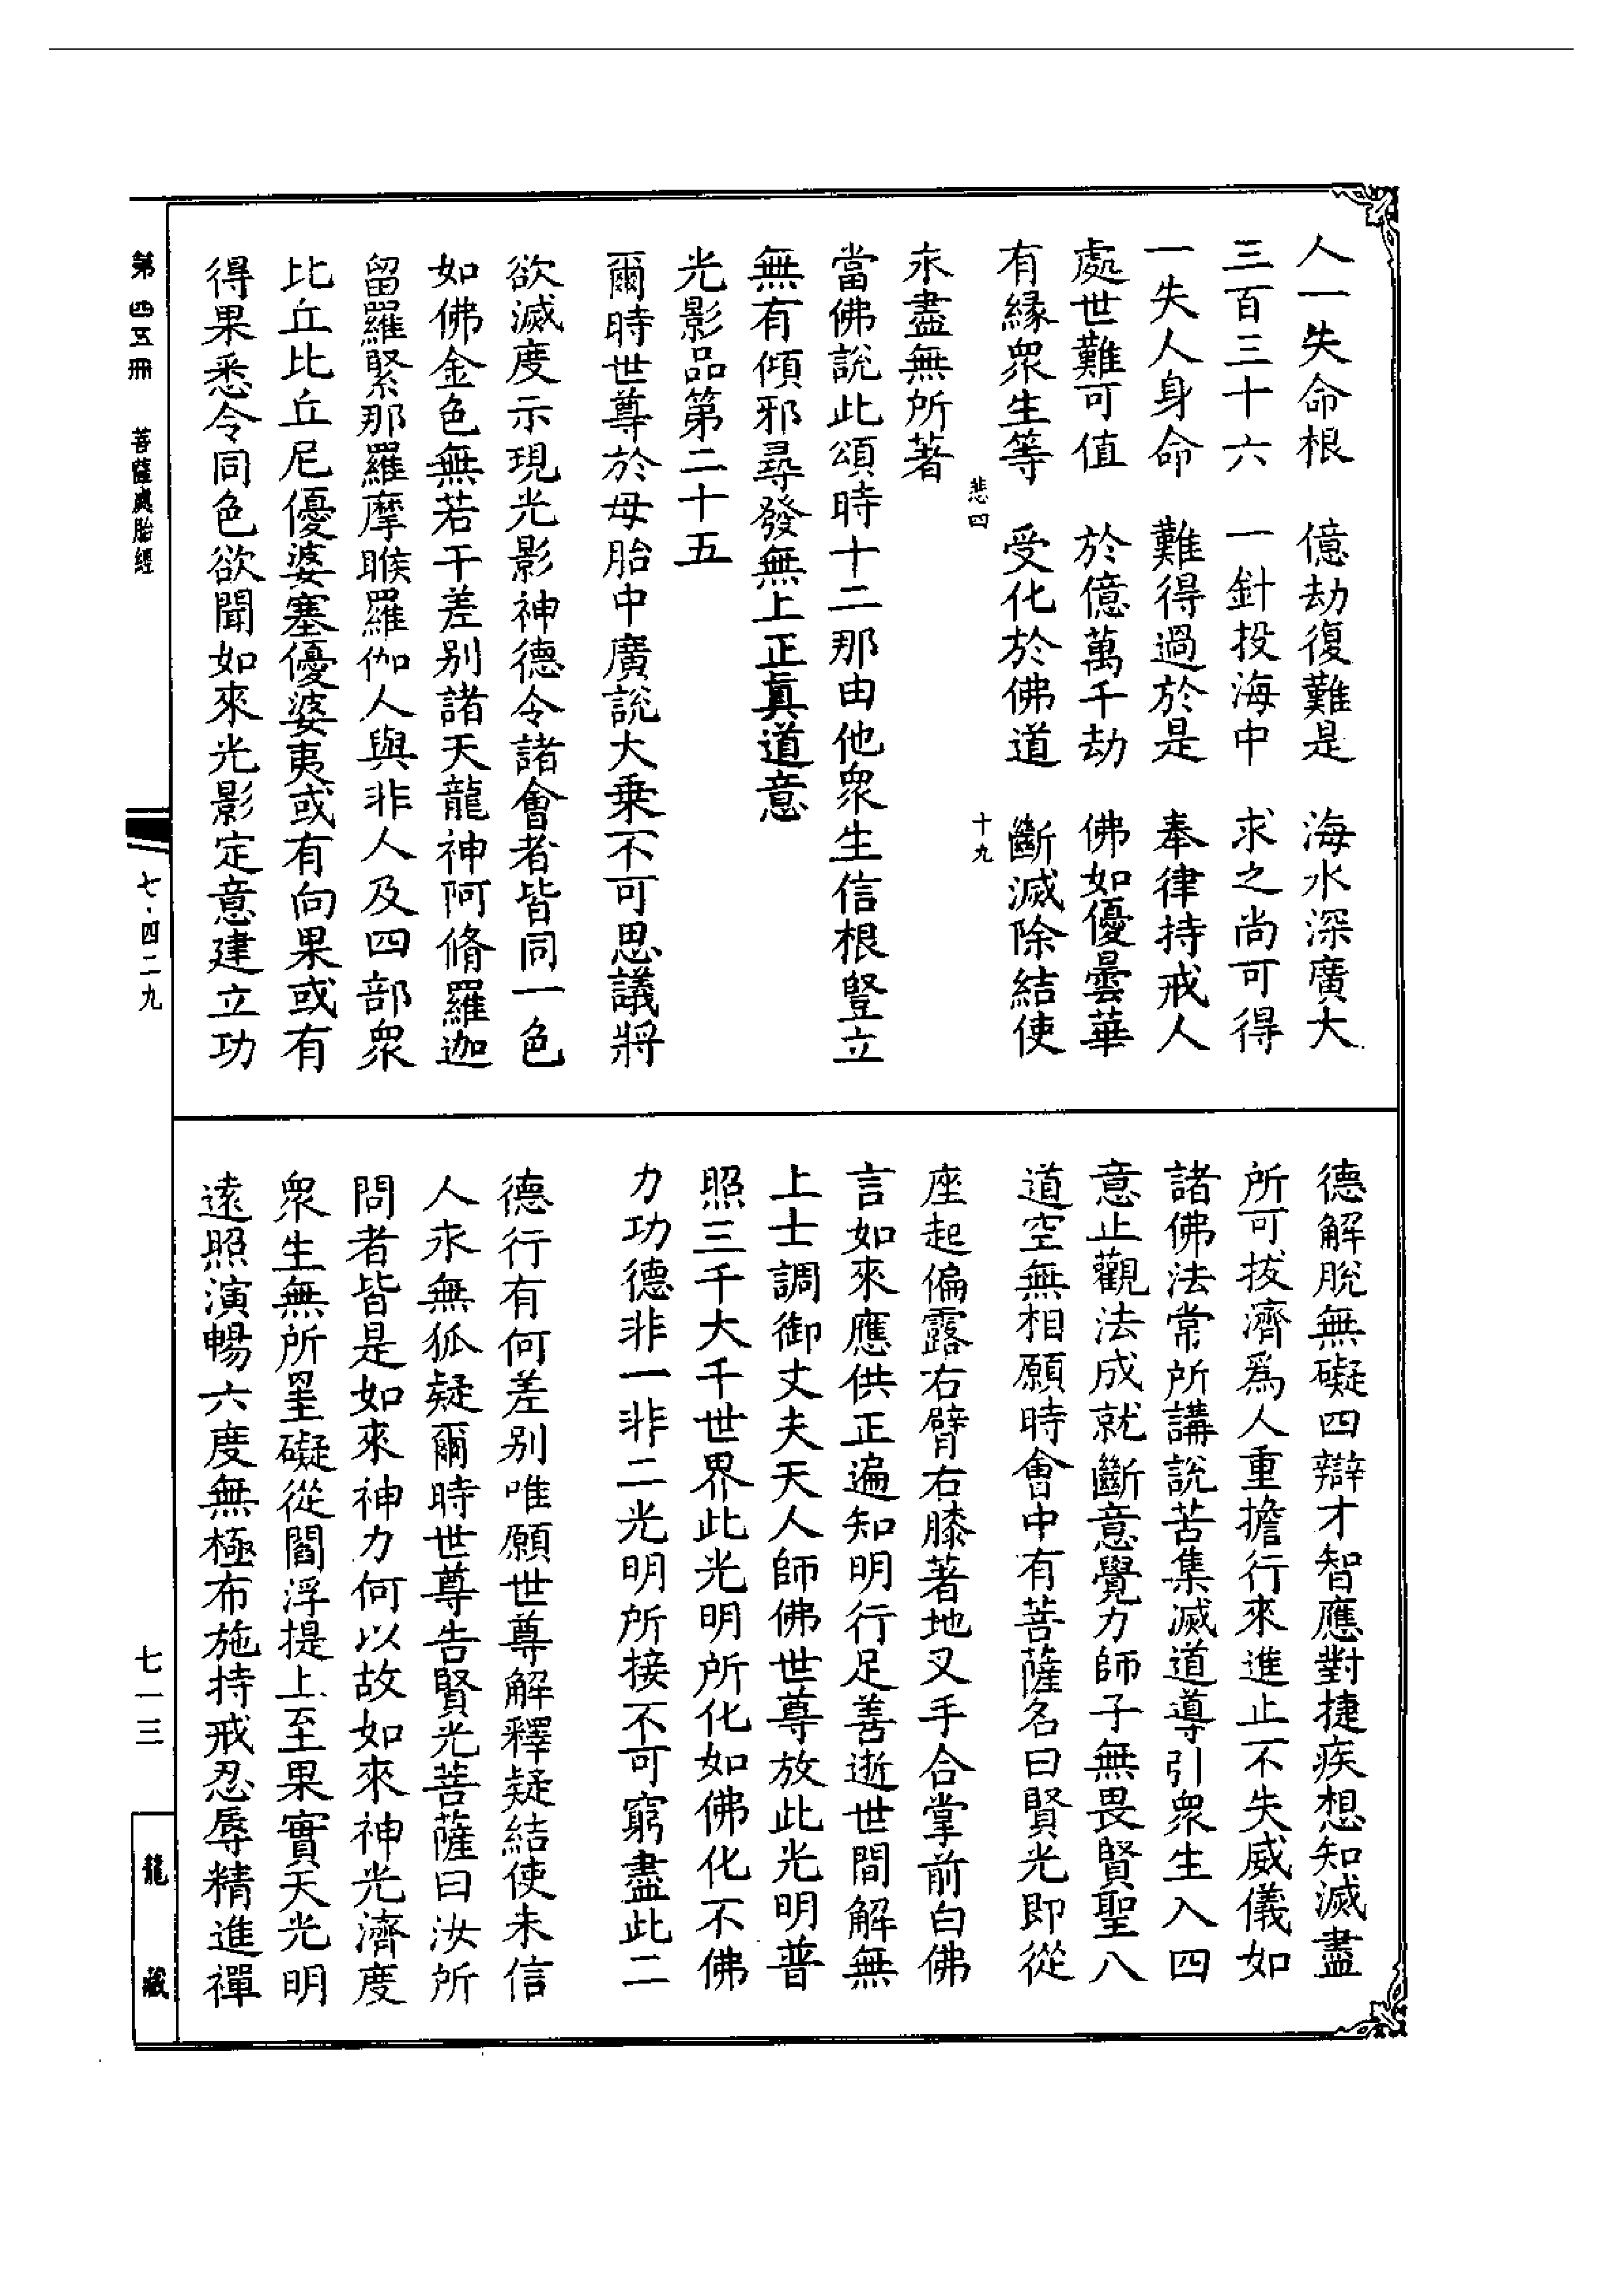 人一失命根　億劫復難是　海水深廣大
三百三十六　一針投海中　求之尚可得
一失人身命　難得過於是　奉律持戒人
處世難可值　於億萬千劫　佛如優曇華
有緣衆生等　受化於佛道　斷滅除結使
悲四　十九
永盡無所著
當佛說此頌時十二那由他衆生信根豎立
無有傾邪尋發無上正眞道意
光影品第二十五
爾時世尊於母胎中廣說大乗不可思議將
欲滅度示現光影神德令諸會者皆同一色
如佛金色無若干差別諸天龍神阿脩羅迦
留羅緊那羅摩睺羅伽人與非人及四部衆
比丘比丘尼優婆塞優婆夷或有向果或有
得果悉令同色欲聞如來光影定意建立功
德解脫無礙四辯才智應對捷疾想知滅盡
所可拔濟爲人重擔行來進止不失威儀如
諸佛法常所講說苦集滅道導引衆生入四
意止觀法成就斷意覺力師子無畏賢聖八
道空無相願時會中有菩薩名曰賢光即從
座起偏露右臂右膝著地叉手合掌前白佛
言如來應供正遍知明行足善逝世間解無
上士調御丈夫天人師佛世尊放此光明普
照三千大千世界此光明所化如佛化不佛
力功德非一非二光明所接不可窮盡此二
德行有何差別唯願世尊解釋疑結使未信
人永無狐疑爾時世尊告賢光菩薩曰汝所
問者皆是如來神力何以故如來神光濟度
衆生無所罣礙從閻浮提上至果實天光明
遠照演暢六度無極布施持戒忍辱精進禪
第四五冊　菩薩處胎經
七·四二九
七一三
龍藏